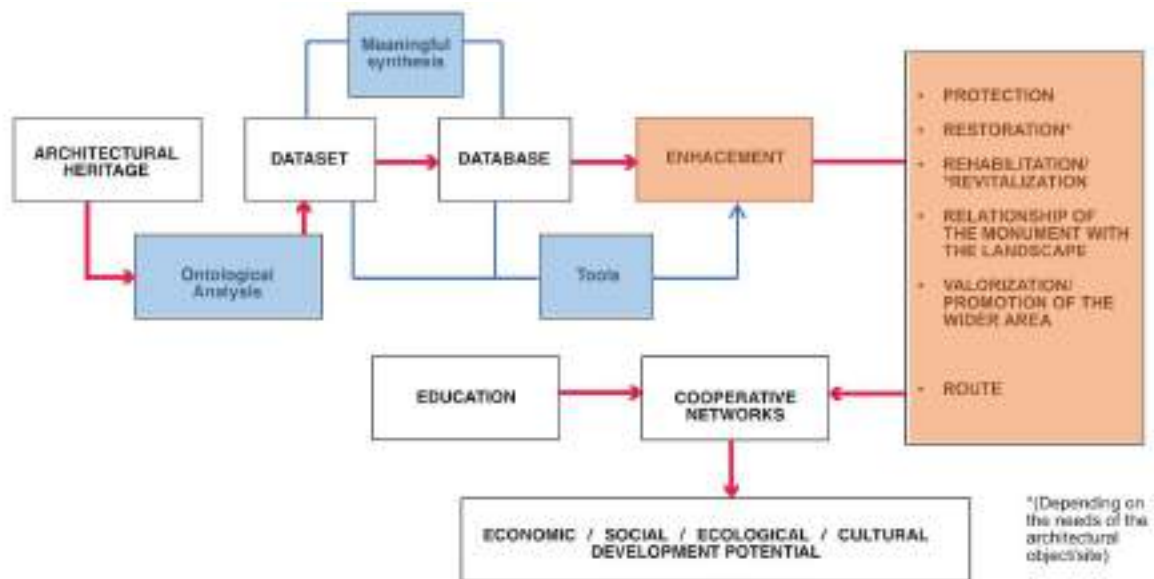 Meaningful
synthesis
ARCHITECTURAL
HERITAGE
DATASET
DATABASE
ENHACEMENT
Ontological
Analysis
Tools
• PROTECTION
• RESTORATION*
• REHABILITATION/
*REVITALIZATION
• RELATIONSHIP OF
THE MONUMENT WITH
THE LANDSCAPE
• VALORIZATION/
PROMOTION OF THE
WIDER AREA
• ROUTE
EDUCATION
COOPERATIVE
NETWORKS
ECONOMIC / SOCIAL / ECOLOGICAL / CULTURAL
DEVELOPMENT POTENTIAL
*(Depending on
the needs of the
architectural
object/site)